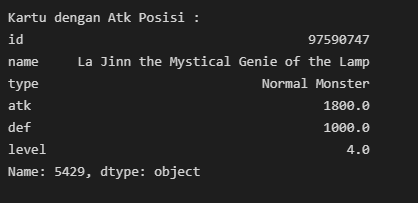 Kartu dengan Atk Posisi :
id 97590747
name La Jinn the Mystical Genie of the Lamp
type Normal Monster
atk 1800.0
def 1000.0
level 4.0
Name: 5429, dtype: object